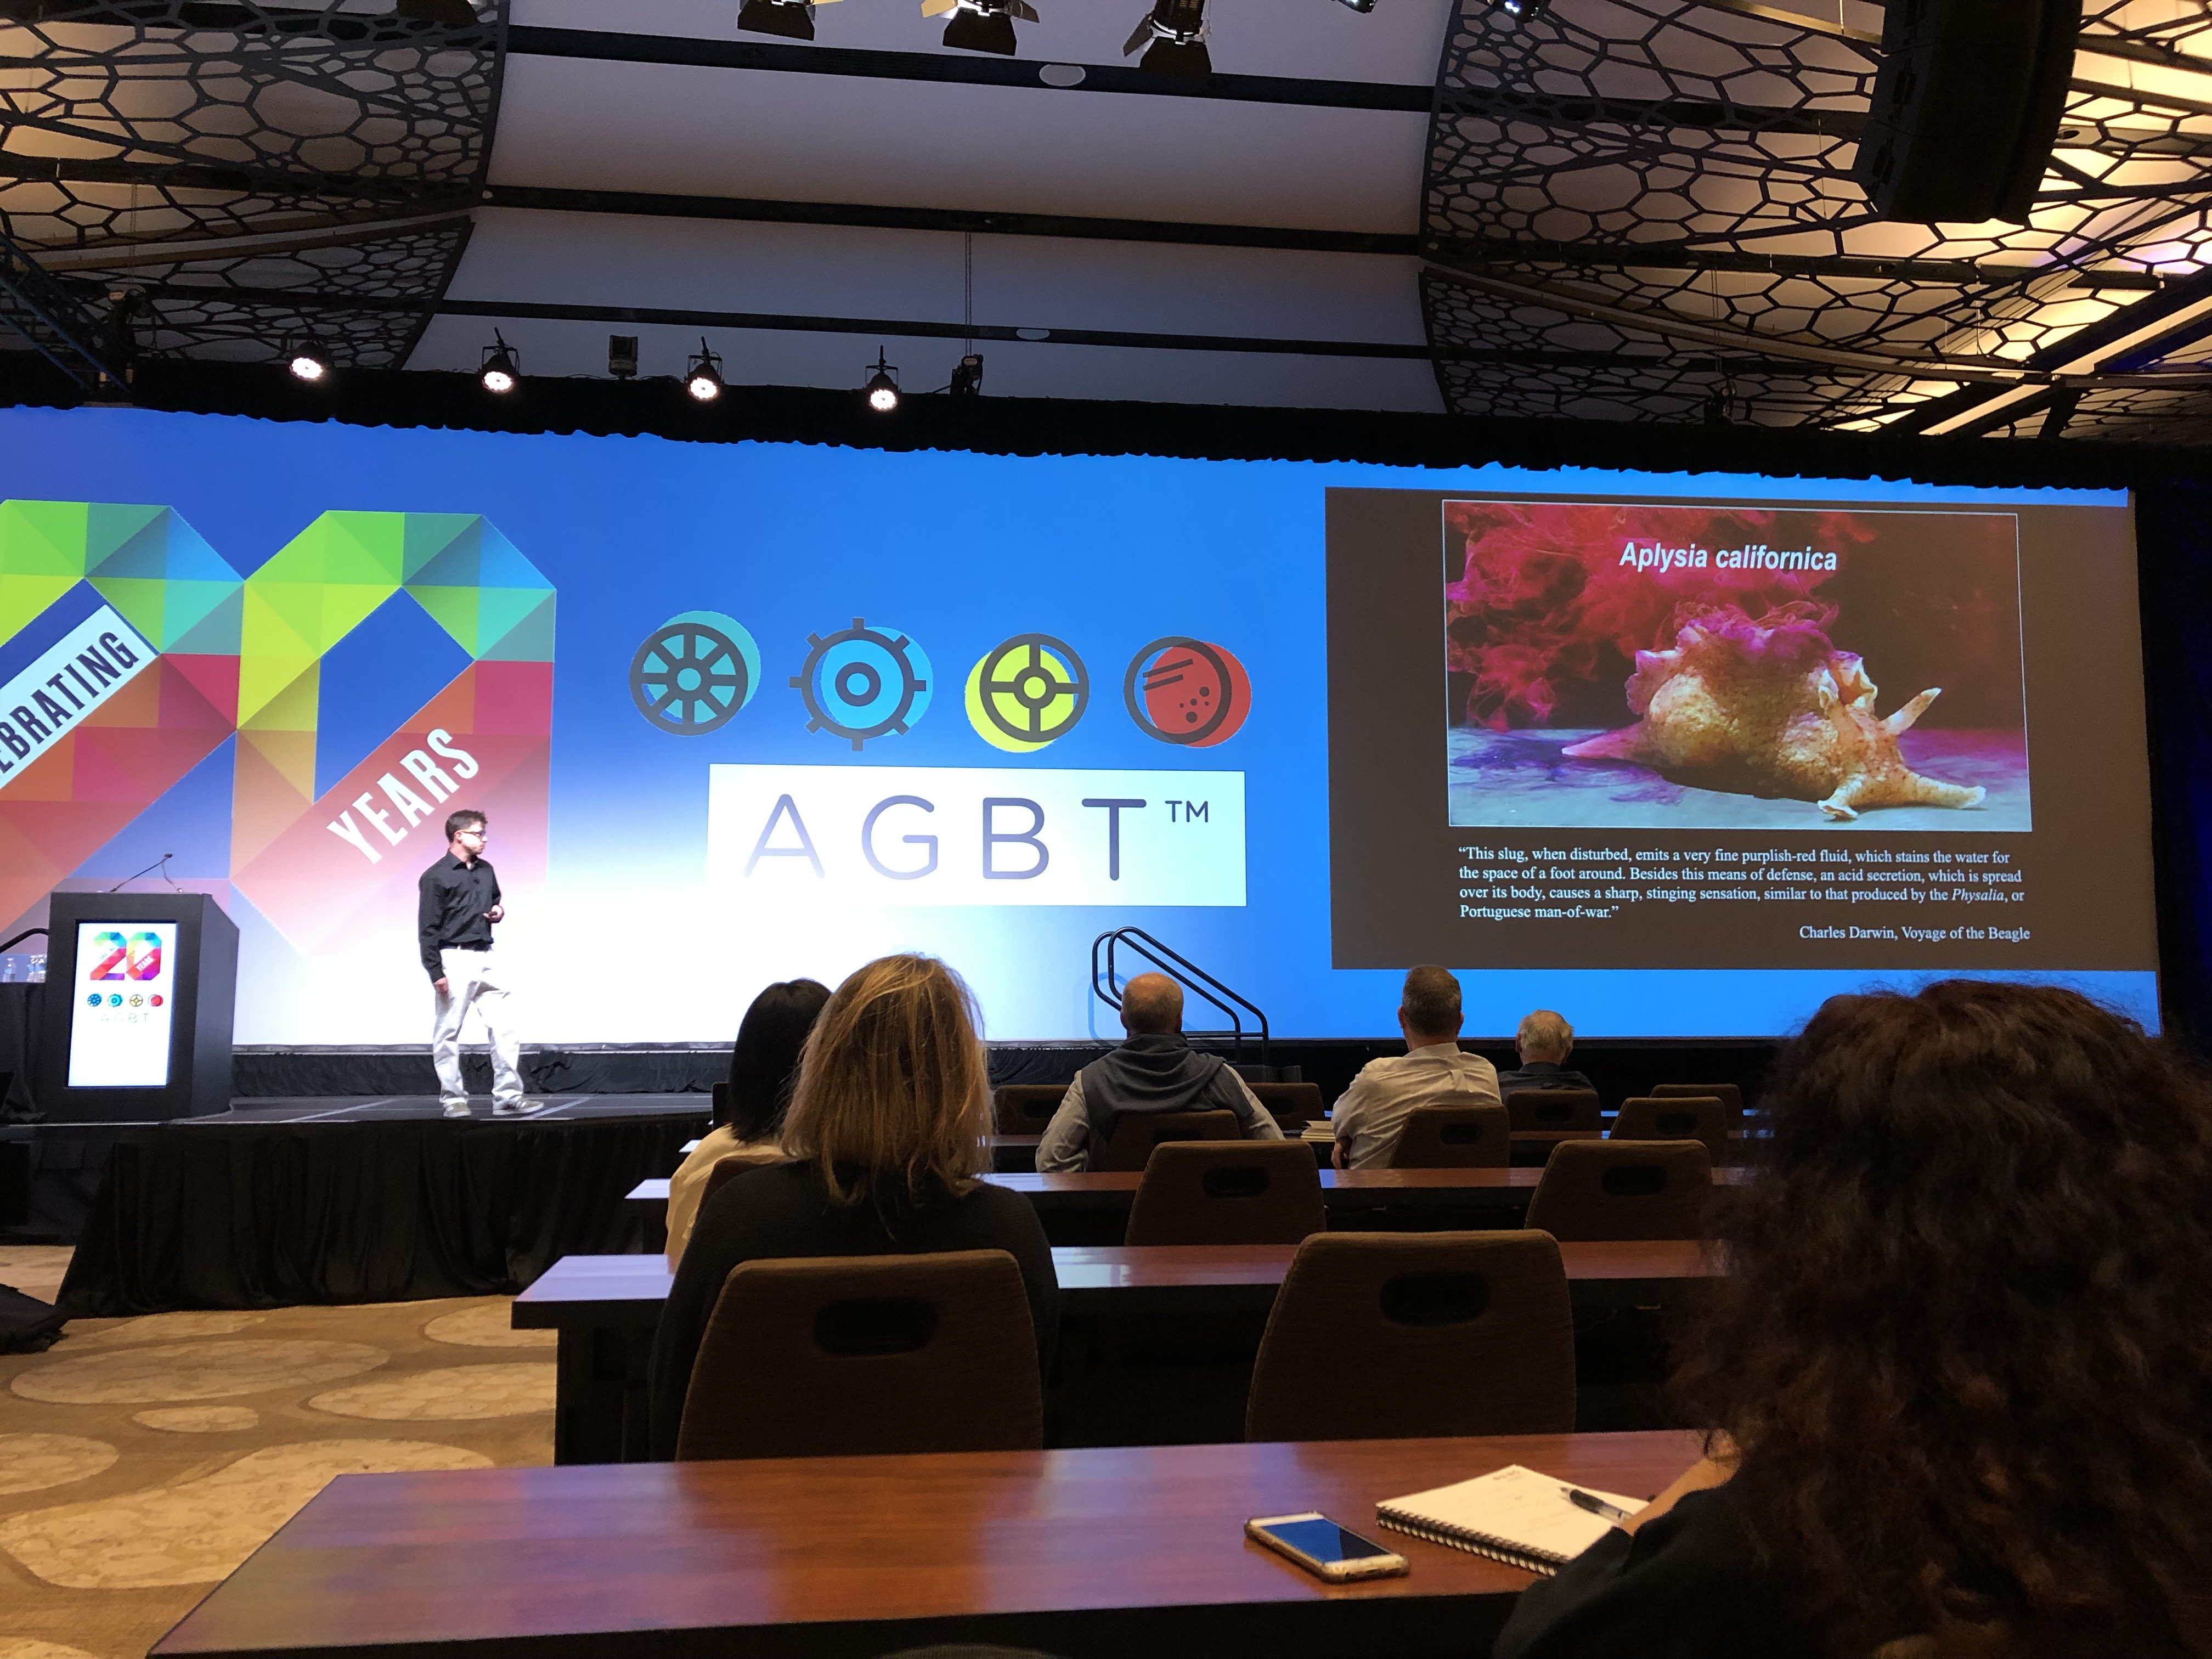 EBRATING
YEARS
AGBT™
Aplysia californica
“This slug, when disturbed, emits a very fine purplish-red fluid, which stains the water for
the space of a foot around. Besides this means of defense, an acid secretion, which is spread
over its body, causes a sharp, stinging sensation, similar to that produced by the Physalia, or
Portuguese man-of-war.”
Charles Darwin, Voyage of the Beagle
20
YEARS
AGBT